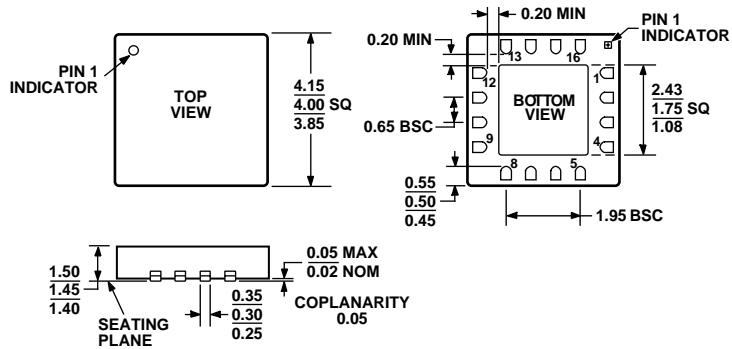 PIN 1
INDICATOR
TOP
VIEW
4.15
4.00 SQ
3.85
0.20 MIN
0.20 MIN
PIN 1
INDICATOR
13
16
12
1
BOTTOM
VIEW
2.43
1.75 SQ
1.08
0.65 BSC
9
4
8
5
0.55
0.50
0.45
1.95 BSC
1.50
1.45
1.40
SEATING
PLANE
0.35
0.30
0.25
0.05 MAX
0.02 NOM
COPLANARITY
0.05